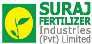 SURAJ
FERTILIZER
Industries
(Pvt) Limited